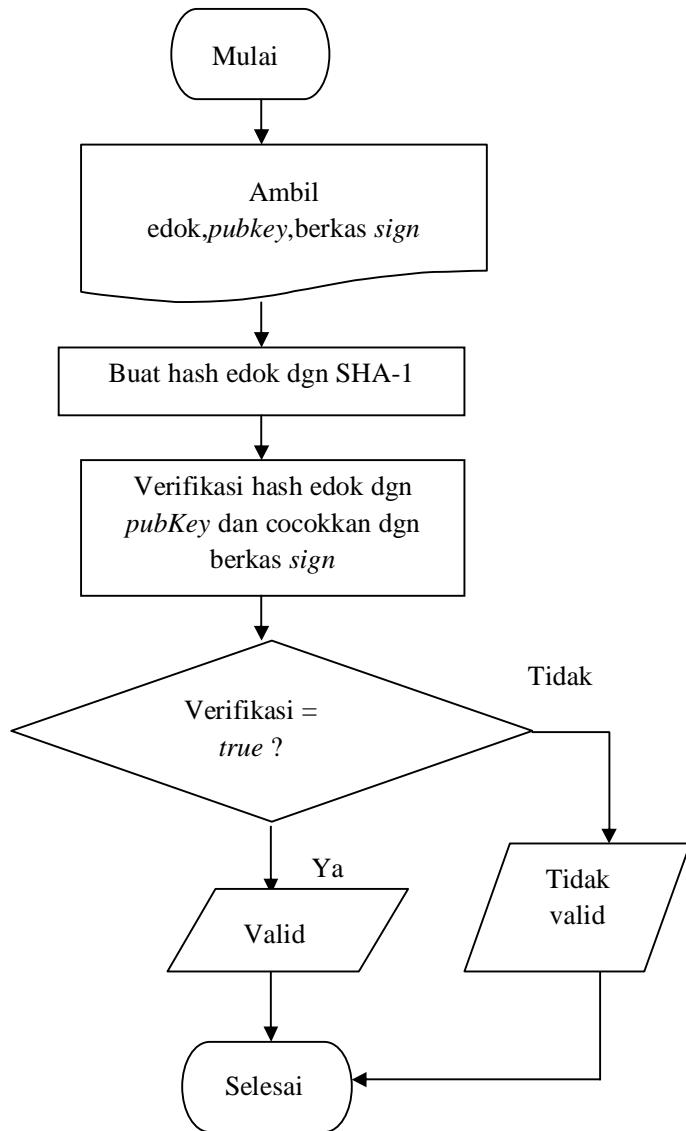 Mulai
Ambil
edok,pubkey,berkas sign
Buat hash edok dgn SHA-1
Verifikasi hash edok dgn
pubKey dan cocokkan dgn
berkas sign
Tidak
Verifikasi =
true ?
Ya
Tidak
valid
Valid
Selesai